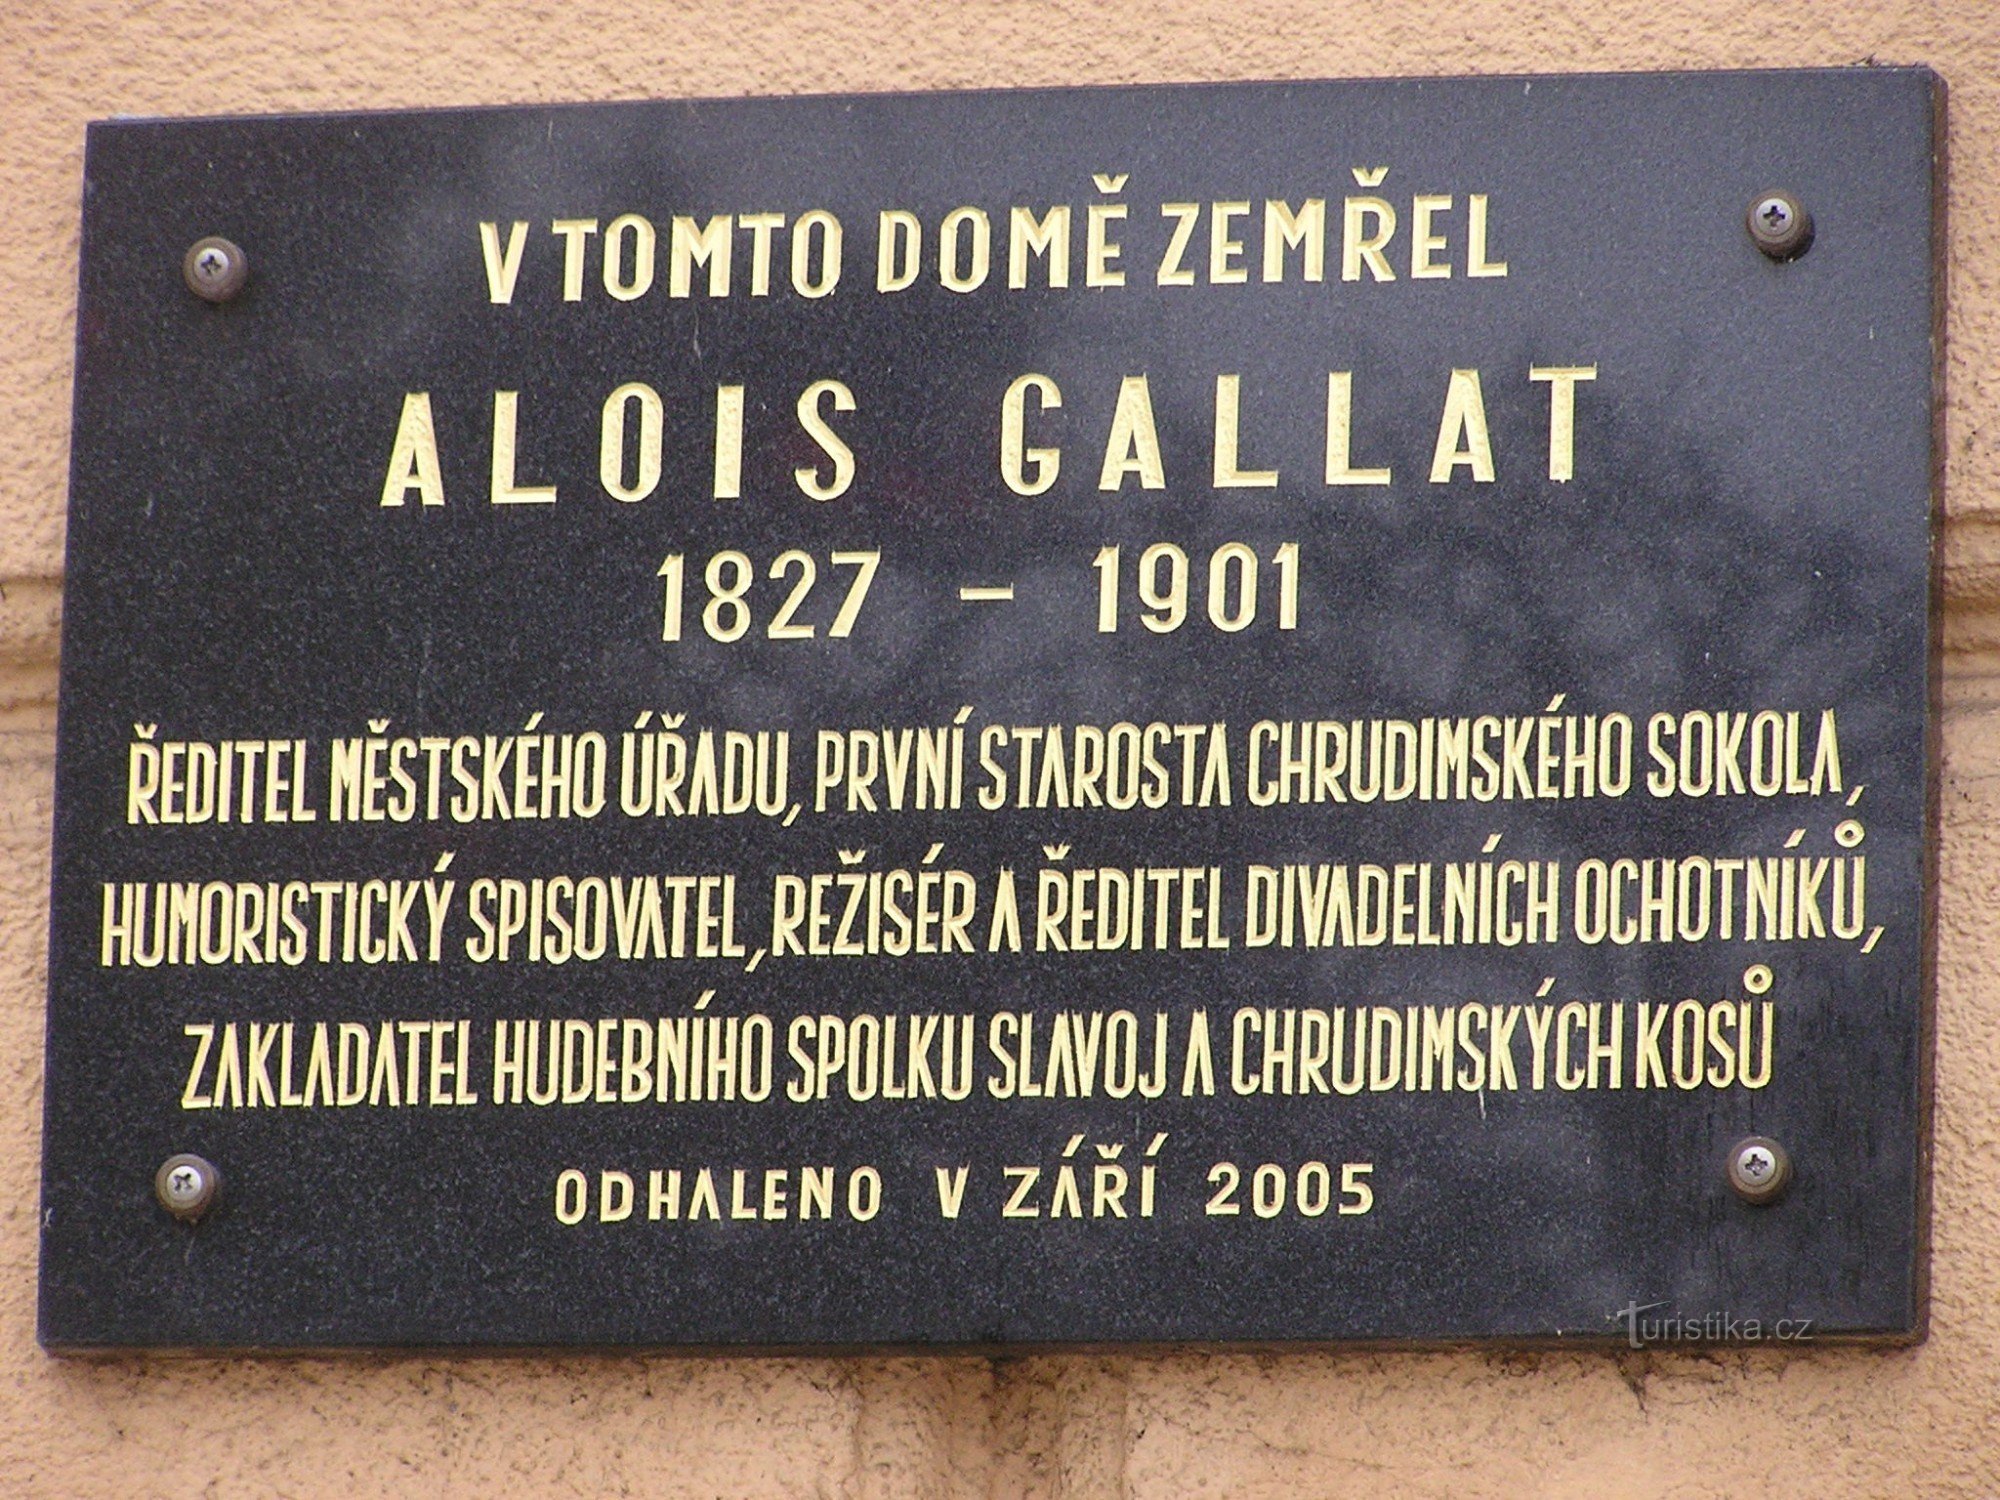 V TOMTO DOMĚ ZEMŘEL
ALOIS GALLAT
1827 – 1901
ŘEDITEL MĚSTSKÉHO ÚŘADU, PRVNÍ STAROSTA CHRUDIMSKÉHO SOKOLA,
HUMORISTICKÝ SPISOVATEL, REŽISÉR A ŘEDITEL DIVADELNÍCH OCHOTNÍKŮ,
ZAKLADATEL HUDEBNÍHO SPOLKU SLAVOJ A CHRUDIMSKÝCH KOSŮ
ODHALENO V ZÁŘÍ 2005
Turistika.cz